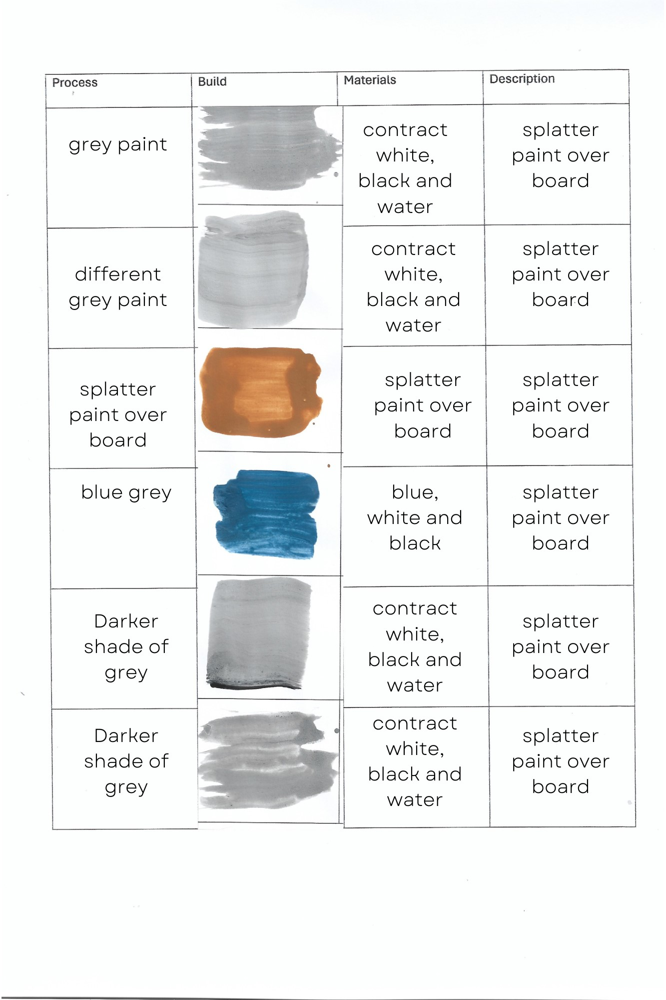 Process
Build
Materials
Description
grey paint
contract
white,
black and
water
splatter
paint over
board
different
grey paint
contract
white,
black and
water
splatter
paint over
board
splatter
paint over
board
splatter
paint over
board
splatter
paint over
board
blue grey
blue,
white and
black
splatter
paint over
board
Darker
shade of
grey
contract
white,
black and
water
splatter
paint over
board
Darker
shade of
grey
contract
white,
black and
water
splatter
paint over
board